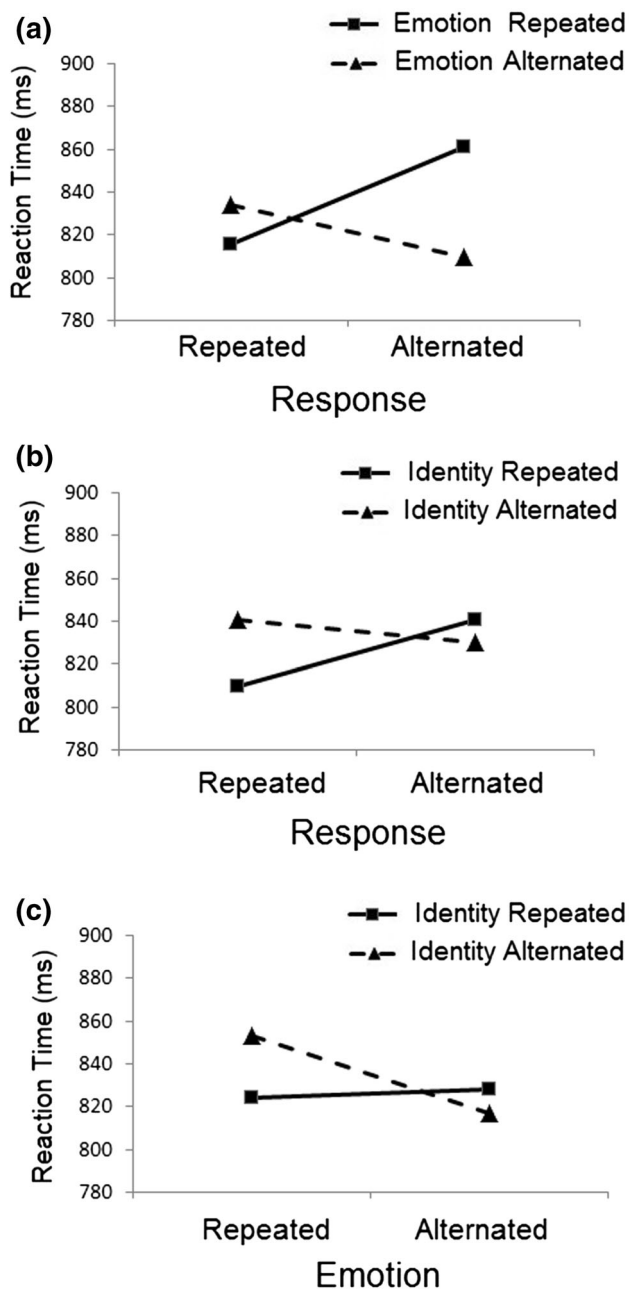 (a)
Emotion Repeated
Emotion Alternated
Reaction Time (ms)
900
880
860
840
820
800
780
Repeated Alternated
Response
(b)
Identity Repeated
Identity Alternated
Reaction Time (ms)
900
880
860
840
820
800
780
Repeated Alternated
Response
(c)
Identity Repeated
Identity Alternated
Reaction Time (ms)
900
880
860
840
820
800
780
Repeated Alternated
Emotion